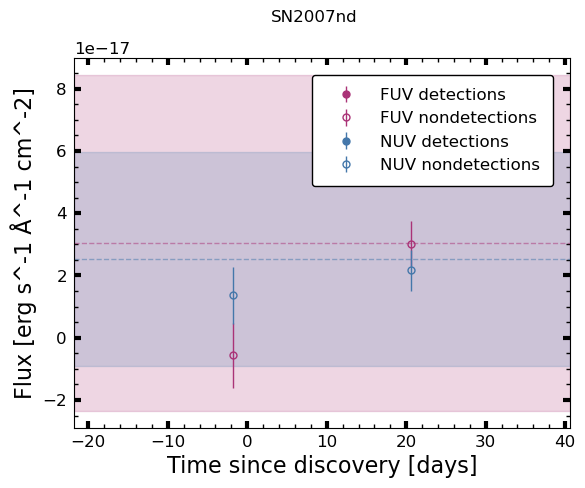 SN2007nd
1e−17
8
6
4
2
0
−2
Flux [erg s^-1 Å^-1 cm^-2]
FUV detections
FUV nondetections
NUV detections
NUV nondetections
−20 −10 0 10 20 30 40
Time since discovery [days]